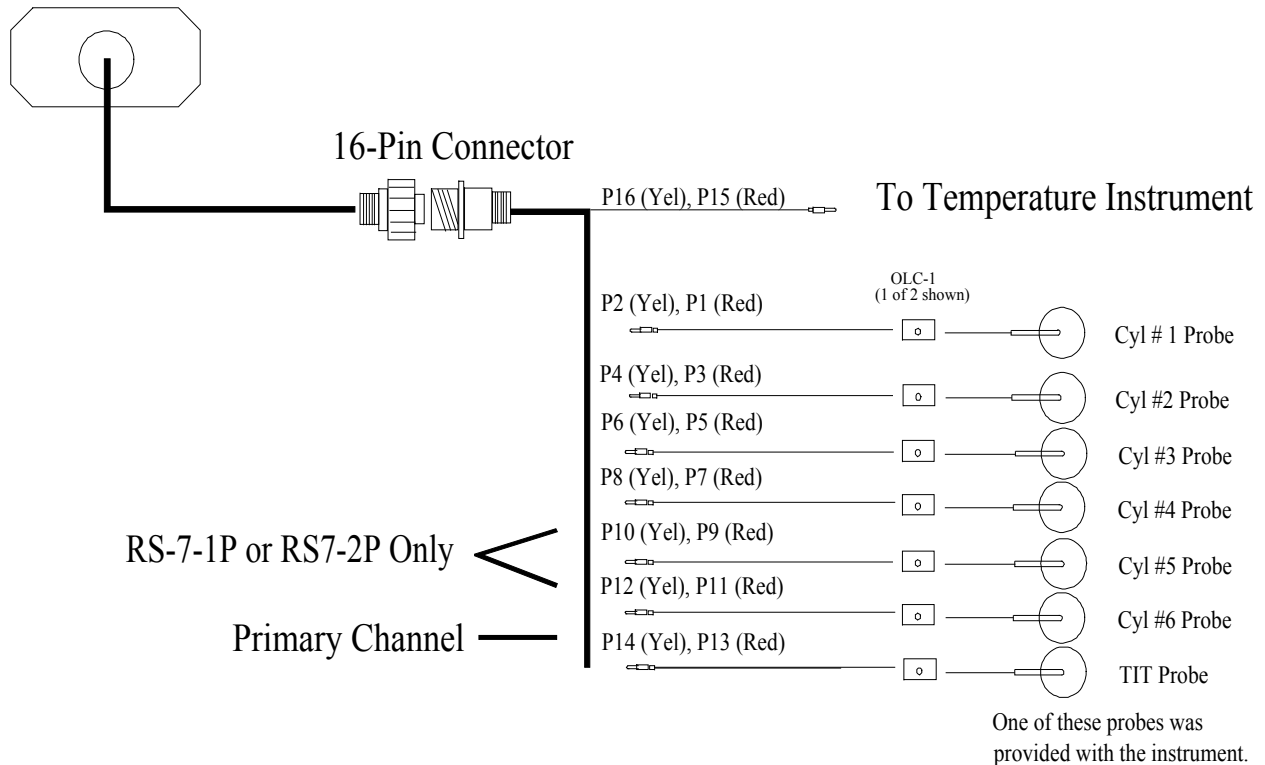 16-Pin Connector
P16 (Yel), P15 (Red)
To Temperature Instrument
OLC-1
(1 of 2 shown)
P2 (Yel), P1 (Red)
Cyl # 1 Probe
P4 (Yel), P3 (Red)
Cyl #2 Probe
P6 (Yel), P5 (Red)
Cyl #3 Probe
P8 (Yel), P7 (Red)
Cyl #4 Probe
RS-7-1P or RS7-2P Only
P10 (Yel), P9 (Red)
Cyl #5 Probe
P12 (Yel), P11 (Red)
Cyl #6 Probe
Primary Channel
P14 (Yel), P13 (Red)
TIT Probe
One of these probes was
provided with the instrument.